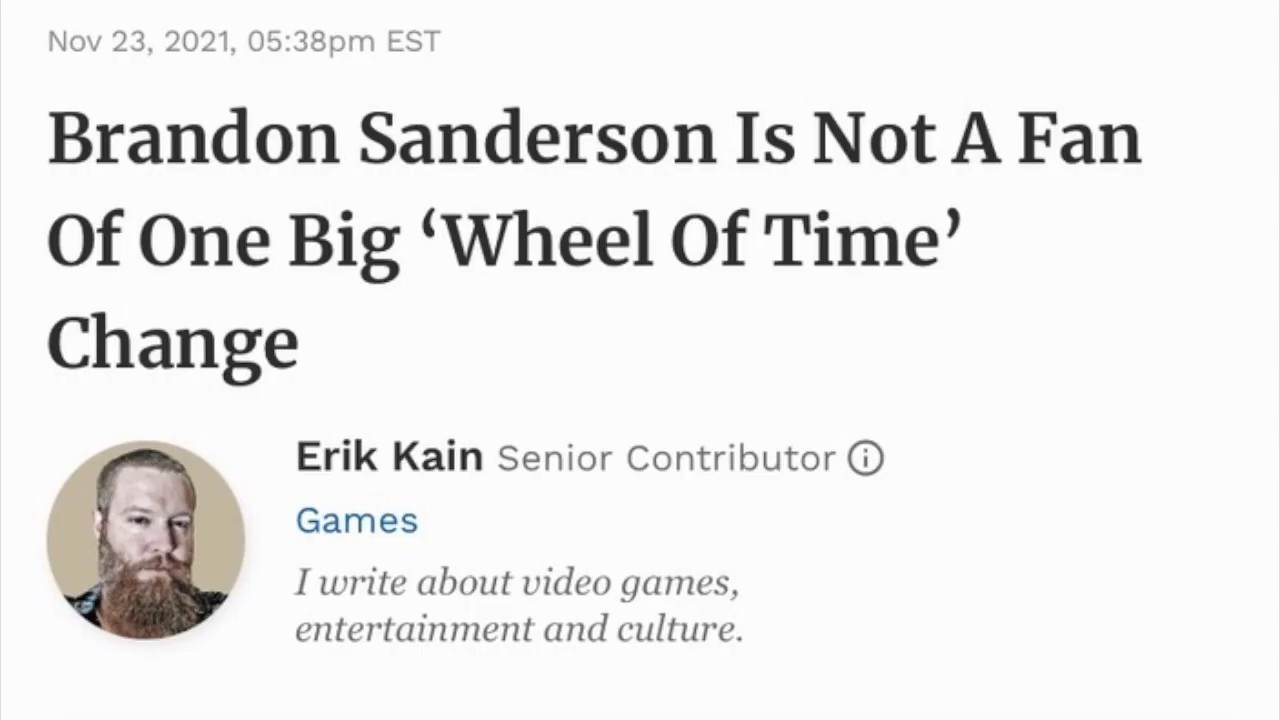 Nov 23, 2021, 05:38pm EST
Brandon Sanderson Is Not A Fan
Of One Big ‘Wheel Of Time’
Change
Erik Kain Senior Contributor
Games
I write about video games,
entertainment and culture.